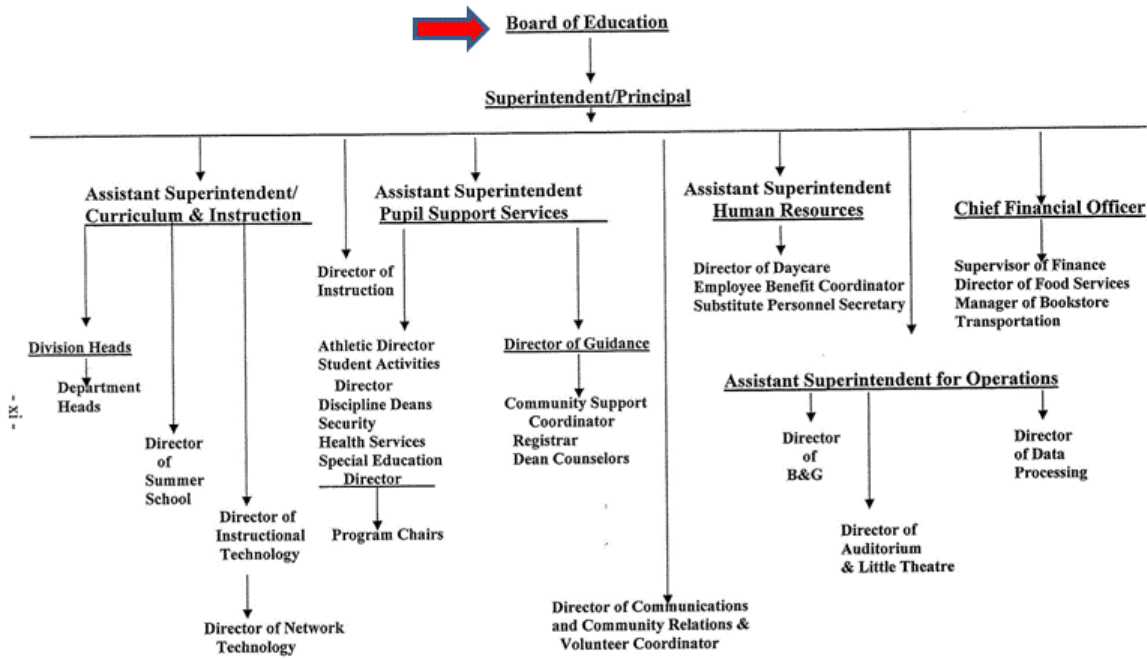 Board of Education
Superintendent/Principal
Assistant Superintendent/
Curriculum & Instruction
Assistant Superintendent
Pupil Support Services
Assistant Superintendent
Human Resources
Chief Financial Officer
Director of
Instruction
Director of Daycare
Employee Benefit Coordinator
Substitute Personnel Secretary
Supervisor of Finance
Director of Food Services
Manager of Bookstore
Transportation
Division Heads
Department
Heads
Athletic Director
Student Activities
Director
Discipline Deans
Security
Health Services
Special Education
Director
Program Chairs
Director of Guidance
Community Support
Coordinator
Registrar
Dean Counselors
Assistant Superintendent for Operations
Director
of
B&G
Director
of Data
Processing
Director
of
Summer
School
Director of
Instructional
Technology
Director of
Auditorium
& Little Theatre
Director of Network
Technology
Director of Communications
and Community Relations &
Volunteer Coordinator
- xi -